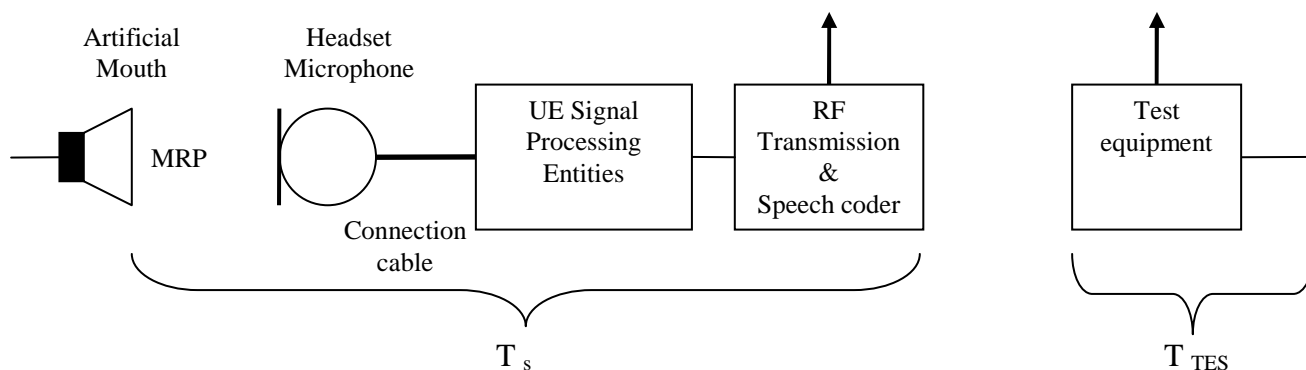 Artificial
Mouth
MRP
Headset
Microphone
Connection
cable
UE Signal
Processing
Entities
RF
Transmission
&
Speech coder
Test
equipment
T s
T TES